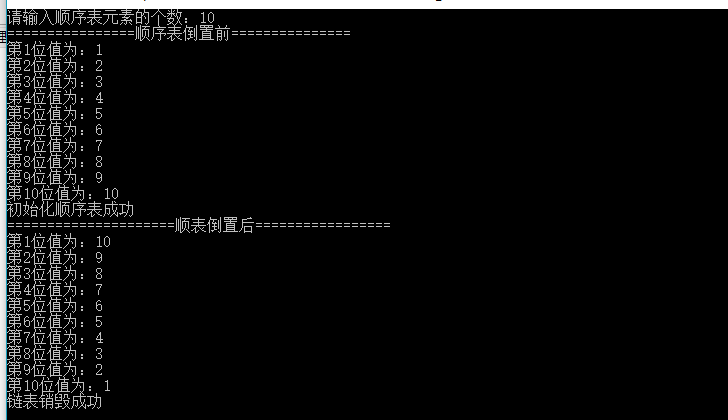 请输入顺序表元素的个数：10
================顺序表倒置前===============
第1位值为：1
第2位值为：2
第3位值为：3
第4位值为：4
第5位值为：5
第6位值为：6
第7位值为：7
第8位值为：8
第9位值为：9
第10位值为：10
初始化顺序表成功
=====================顺表倒置后=================
第1位值为：10
第2位值为：9
第3位值为：8
第4位值为：7
第5位值为：6
第6位值为：5
第7位值为：4
第8位值为：3
第9位值为：2
第10位值为：1
链表销毁成功